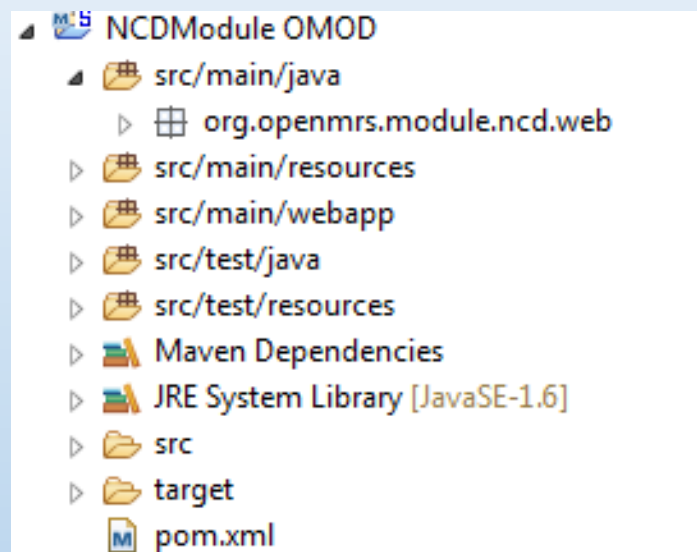 NCDModule OMOD
src/main/java
org.openmrs.module.ncd.web
src/main/resources
src/main/webapp
src/test/java
src/test/resources
Maven Dependencies
JRE System Library [JavaSE-1.6]
src
target
pom.xml